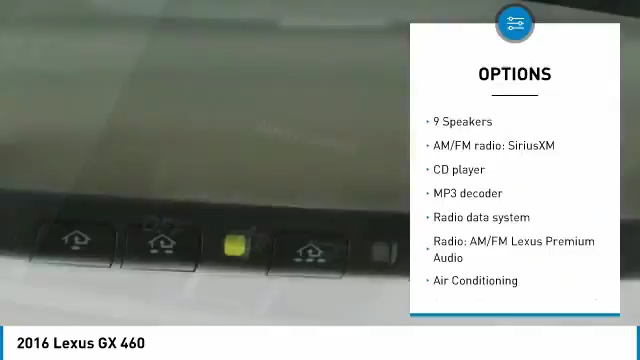 OPTIONS
9 Speakers
AM/FM radio: SiriusXM
CD player
MP3 decoder
Radio data system
Radio: AM/FM Lexus Premium
Audio
Air Conditioning
2016 Lexus GX 460